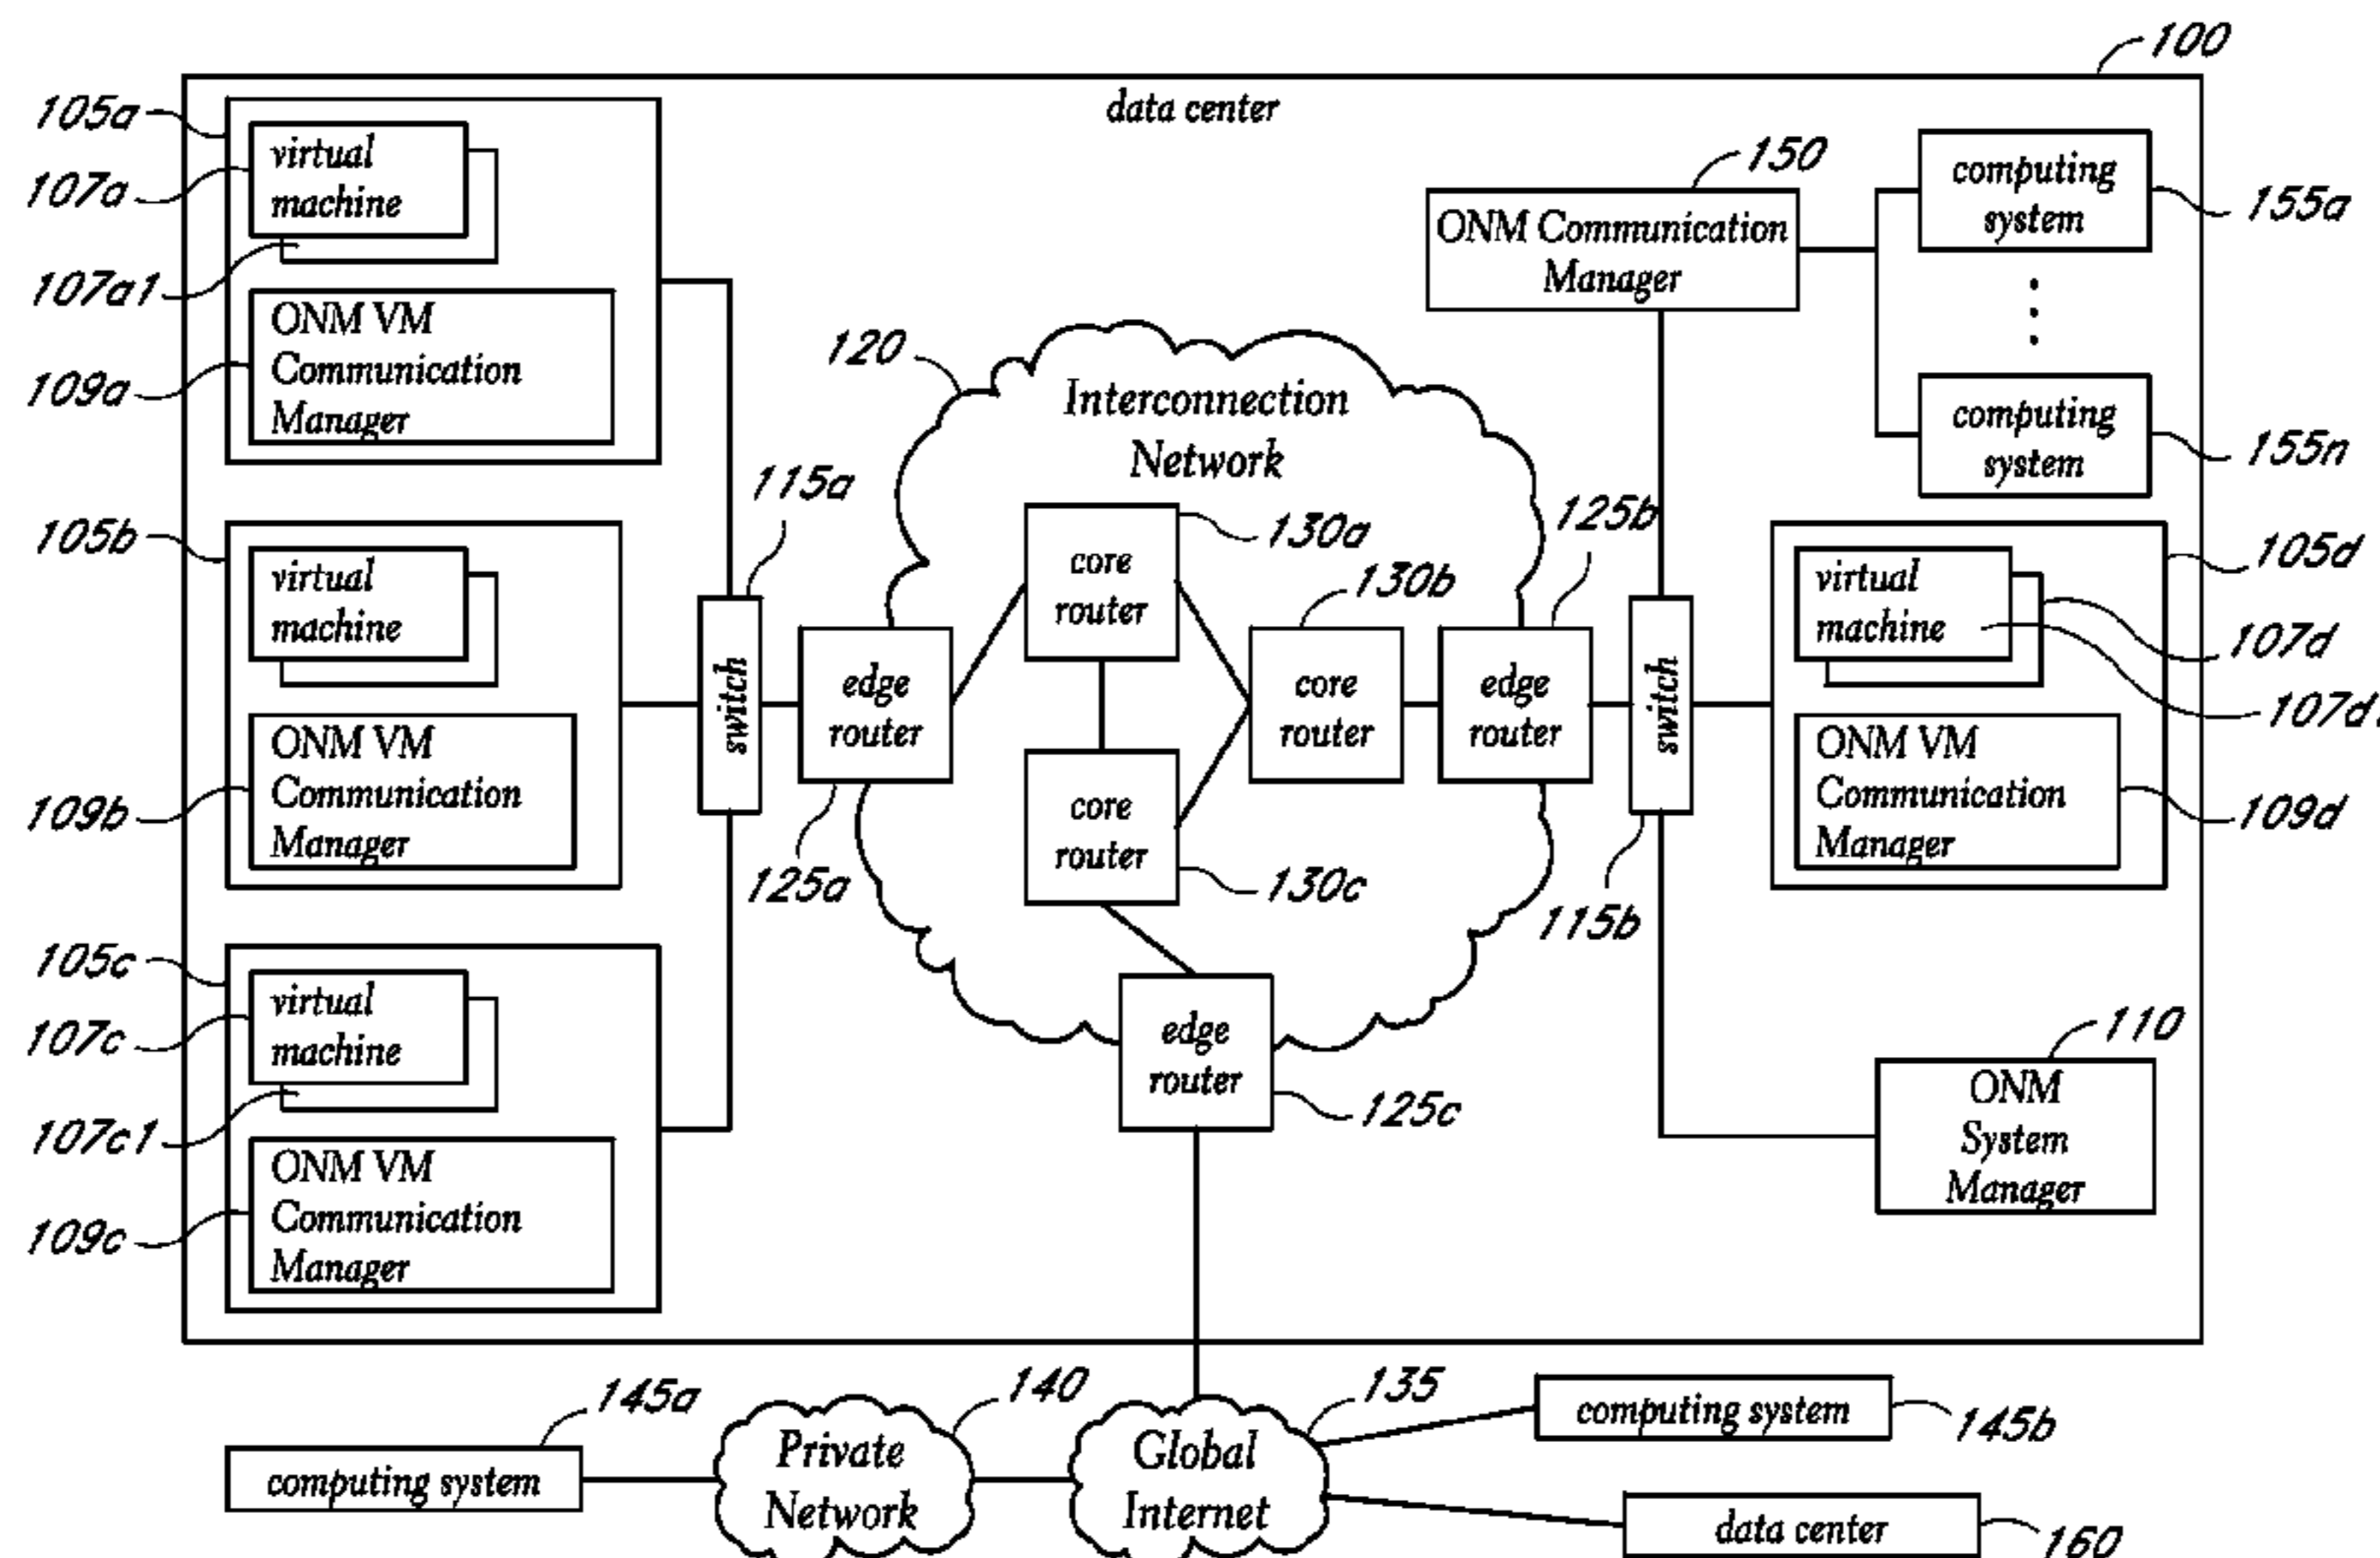 100
data center
105a
virtual
machine
107a
107a1
ONM VM
Communication
Manager
109a
105b
virtual
machine
ONM VM
Communication
Manager
109b
105c
virtual
machine
107c
107c1
ONM VM
Communication
Manager
109c
115a
switch
120
Interconnection
Network
edge
router
125a
core
router
130a
core
router
130b
core
router
130c
edge
router
125b
edge
router
125c
switch
115b
150
ONM Communication
Manager
computing
system
155a
computing
system
155n
105d
virtual
machine
107d
107d
ONM VM
Communication
Manager
109d
110
ONM
System
Manager
145a
computing system
140
Private
Network
135
Global
Internet
computing system
145b
data center
160